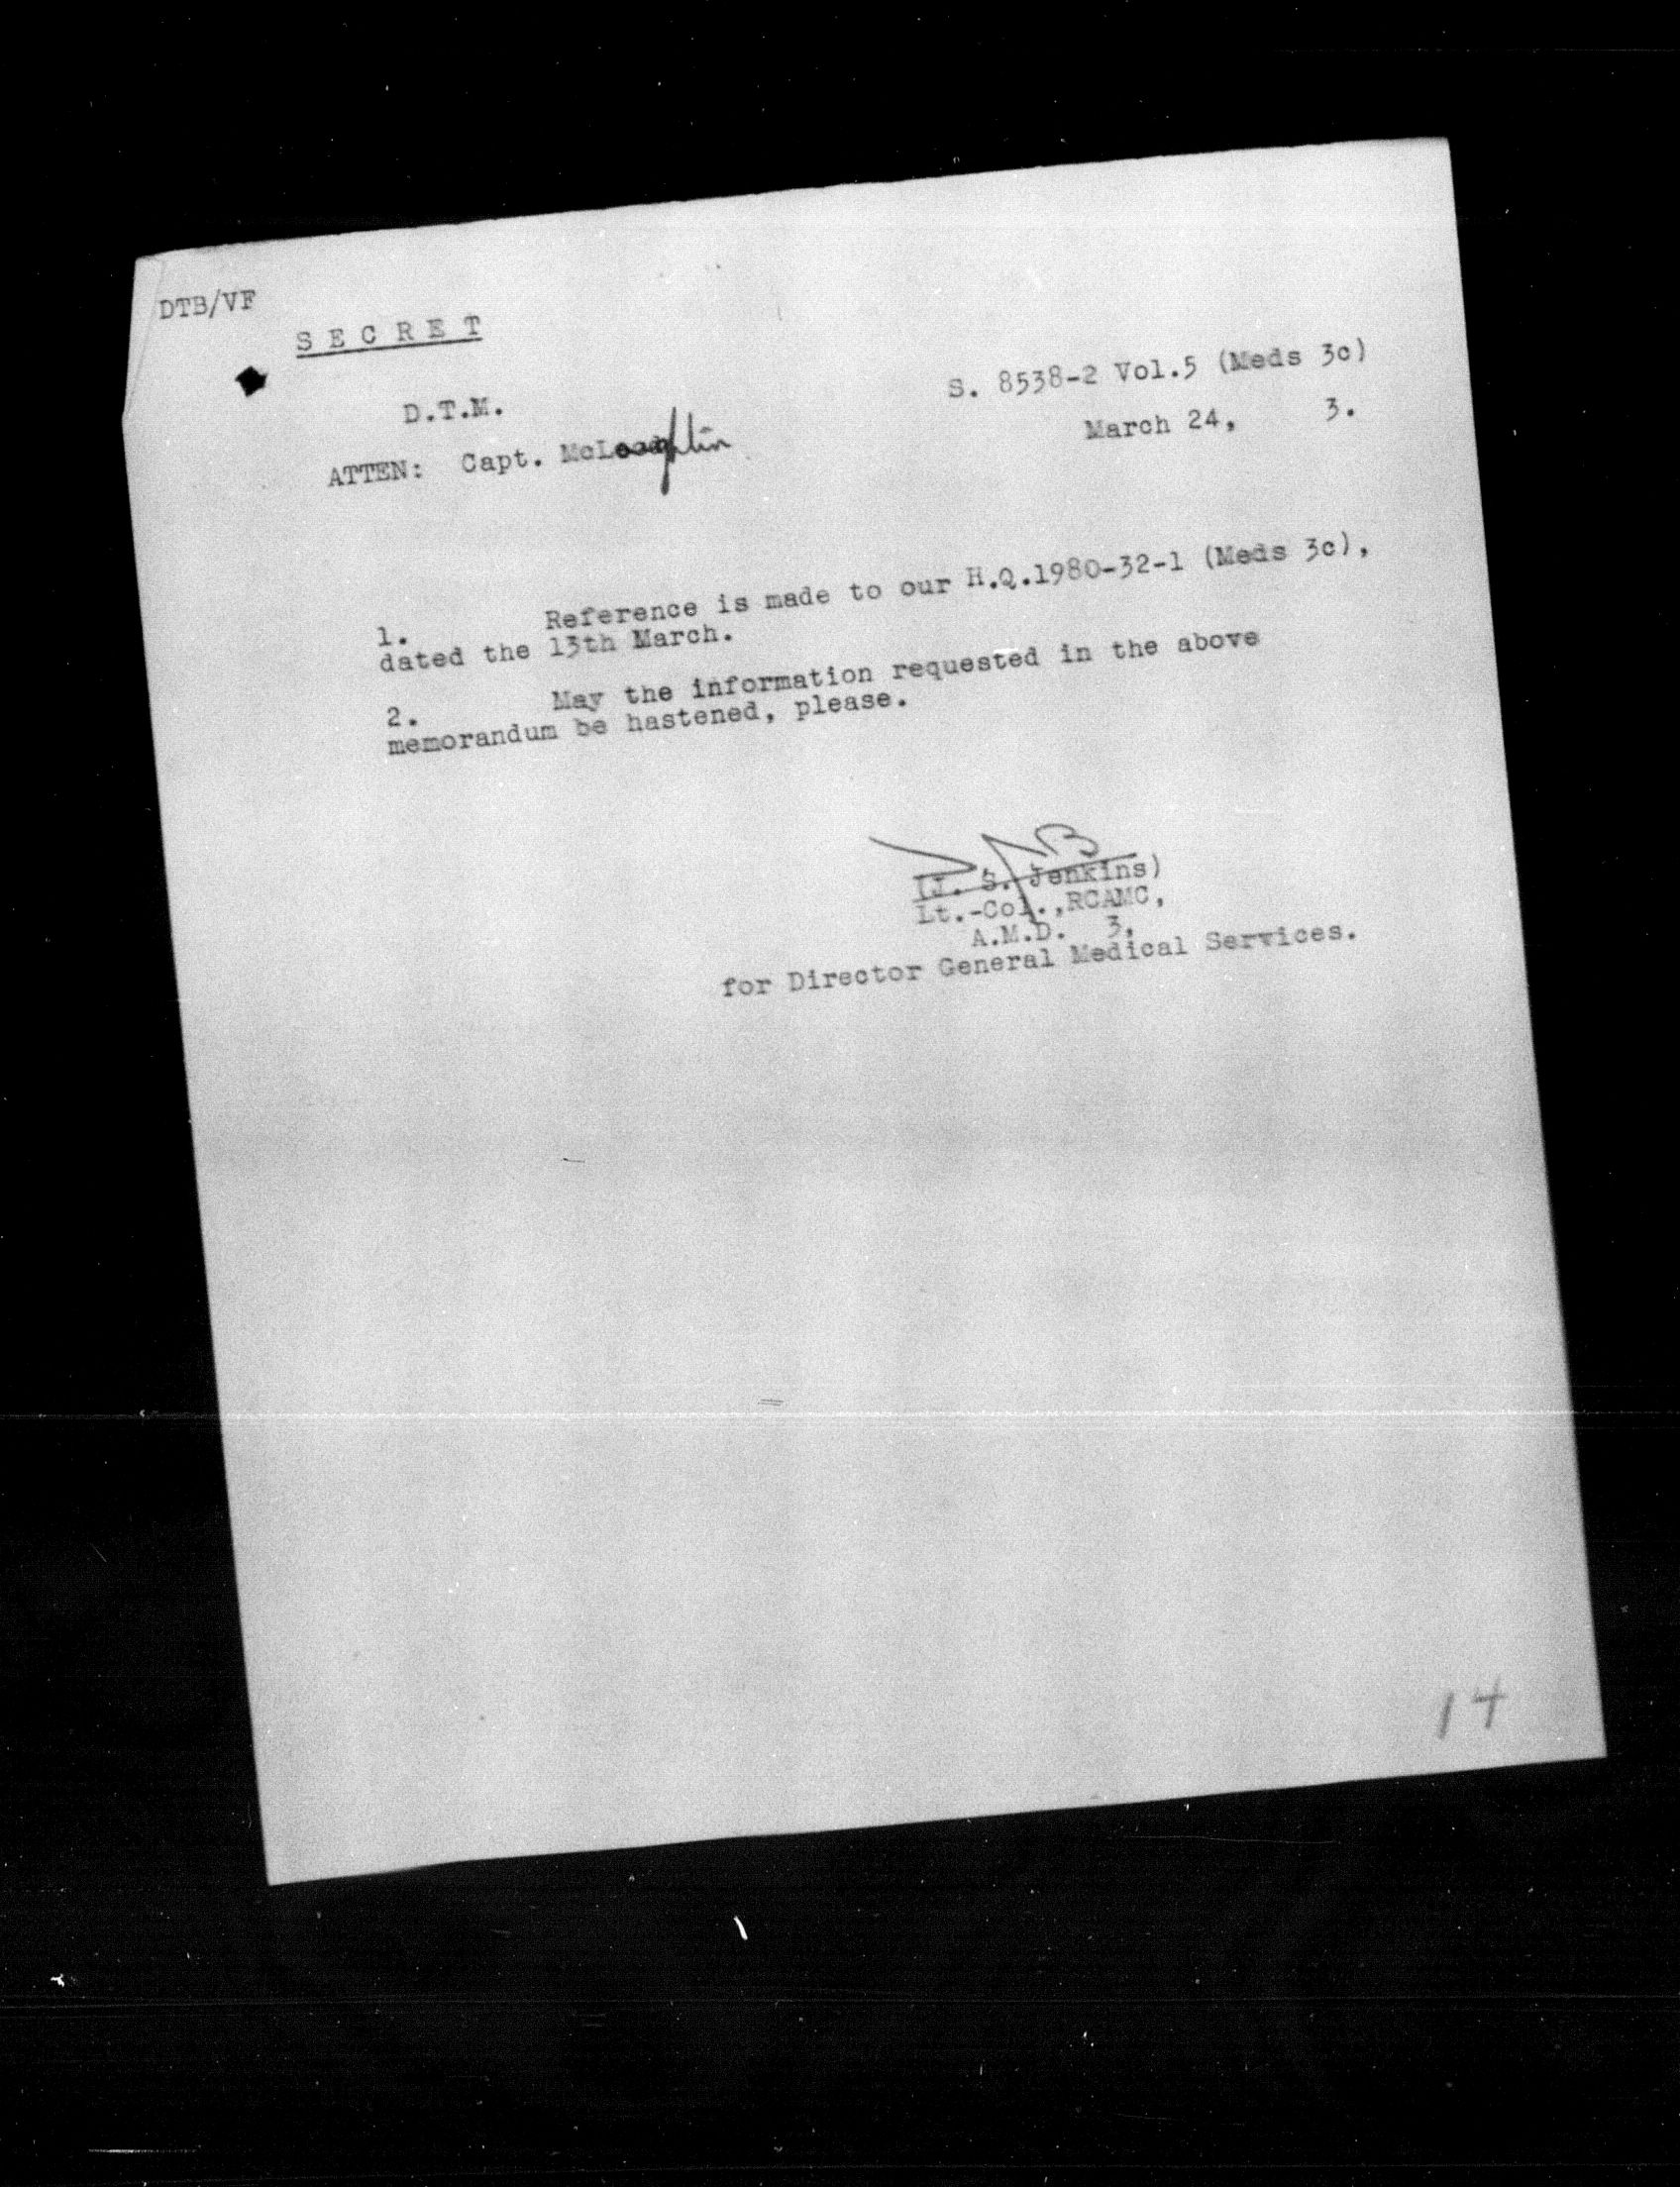 DTB/VF
S E C R E T
S. 8538-2 Vol.5 (Meds 3c)
D.T.M.
March 24, 3.
ATTEN: Capt. McLoughlin
1. Reference is made to our H.Q.1980-32-1 (Meds 3c),
dated the 13th March.
2. May the information requested in the above
memorandum be hastened, please.
(J. S. Jenkins)
Lt.-Col.,RCAMC,
A.M.D. 3,
for Director General Medical Services.
14